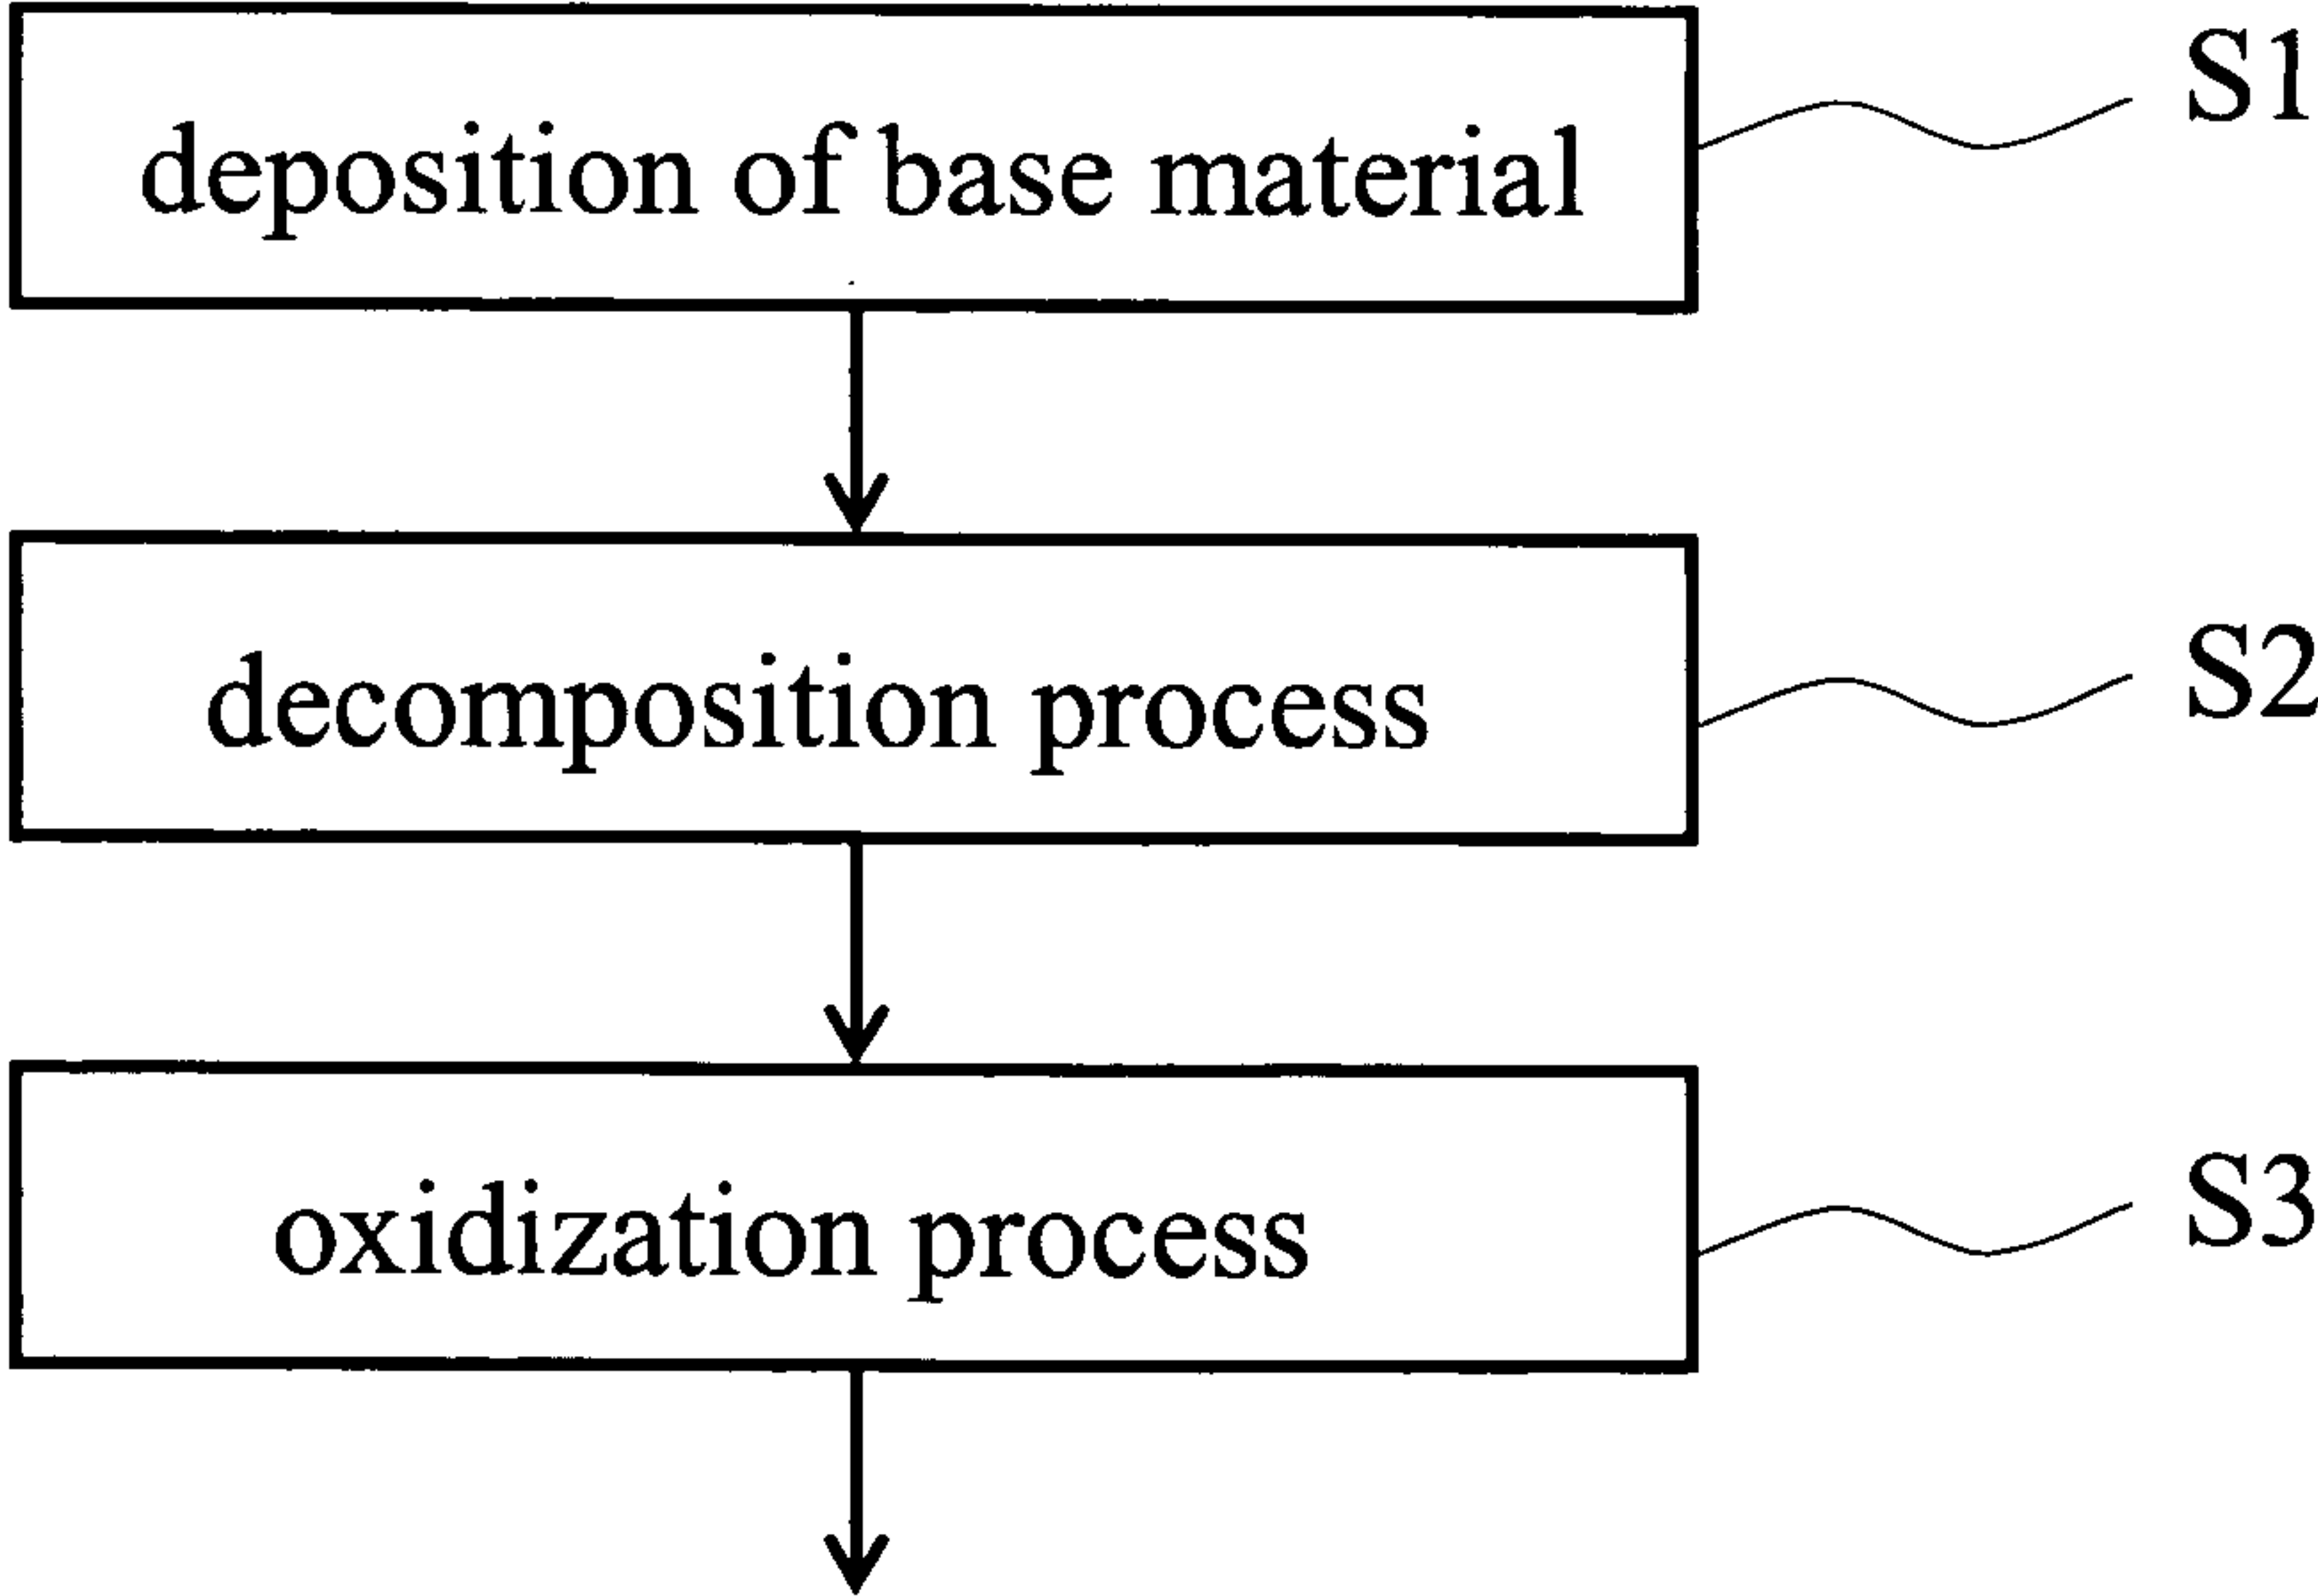 deposition of base material
S1
decomposition process
S2
oxidization process
S3